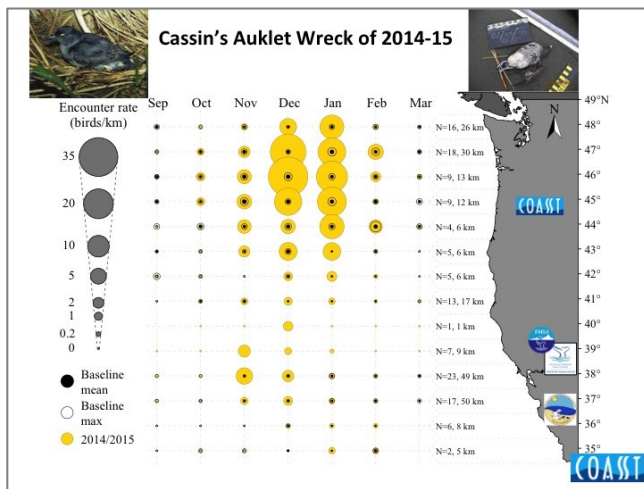 Cassin's Auklet Wreck of 2014-15
Encounter rate
(birds/km)
Sep Oct Nov Dec Jan Feb Mar
35
20
10
5
2
1
0.2
0
Baseline
mean
Baseline
max
2014/2015
N=16, 26 km
N=18, 30 km
N=9, 13 km
N=9, 12 km
N=4, 6 km
N=5, 6 km
N=5, 6 km
N=13, 17 km
N=1, 1 km
N=7, 9 km
N=23, 49 km
N=17, 50 km
N=6, 8 km
N=2, 5 km
N
49°N
48°
47°
46°
45°
44°
43°
42°
41°
40°
39°
38°
37°
36°
35°
COASST
FMSA
COASST